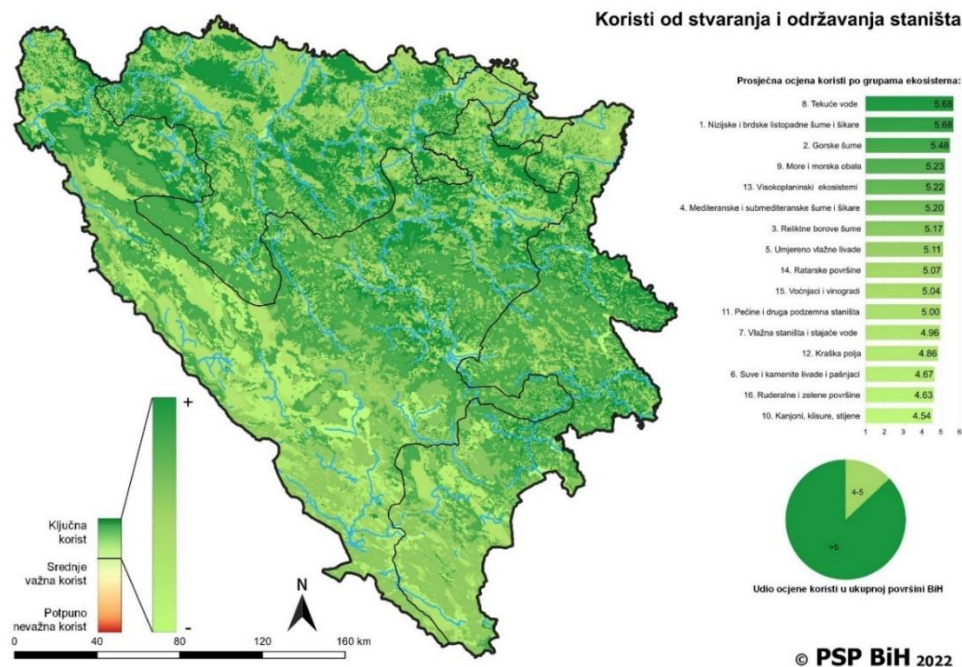 Koristi od stvaranja i održavanja staništa
Prosječna ocjena koristi po grupama ekosistema:
8. Tekuće vode 5.68
1. Nizijske i brdske listopadne šume i šikare 5.68
2. Gorske šume 5.48
9. More i morska obala 5.23
13. Visokoplaninski ekosistemi 5.22
4. Mediteranske i submediteranske šume i šikare 5.20
3. Reliktne borove šume 5.17
5. Umjereno vlažne livade 5.11
14. Ratarske površine 5.07
15. Voćnjaci i vinogradi 5.04
11. Pećine i druga podzemna staništa 5.00
7. Vlažna staništa i stajaće vode 4.96
12. Kraška polja 4.86
6. Suve i kamenite livade i pašnjaci 4.67
16. Ruderalne i zelene površine 4.63
10. Kanjoni, klisure, stijene 4.54
1 2 3 4 5 6
4-5
>5
Udio ocjene koristi u ukupnoj površini BiH
+
Ključna
korist
Srednje
važna korist
Potpuno
nevažna korist
-
N
0 40 80 120 160 km
© PSP BiH 2022